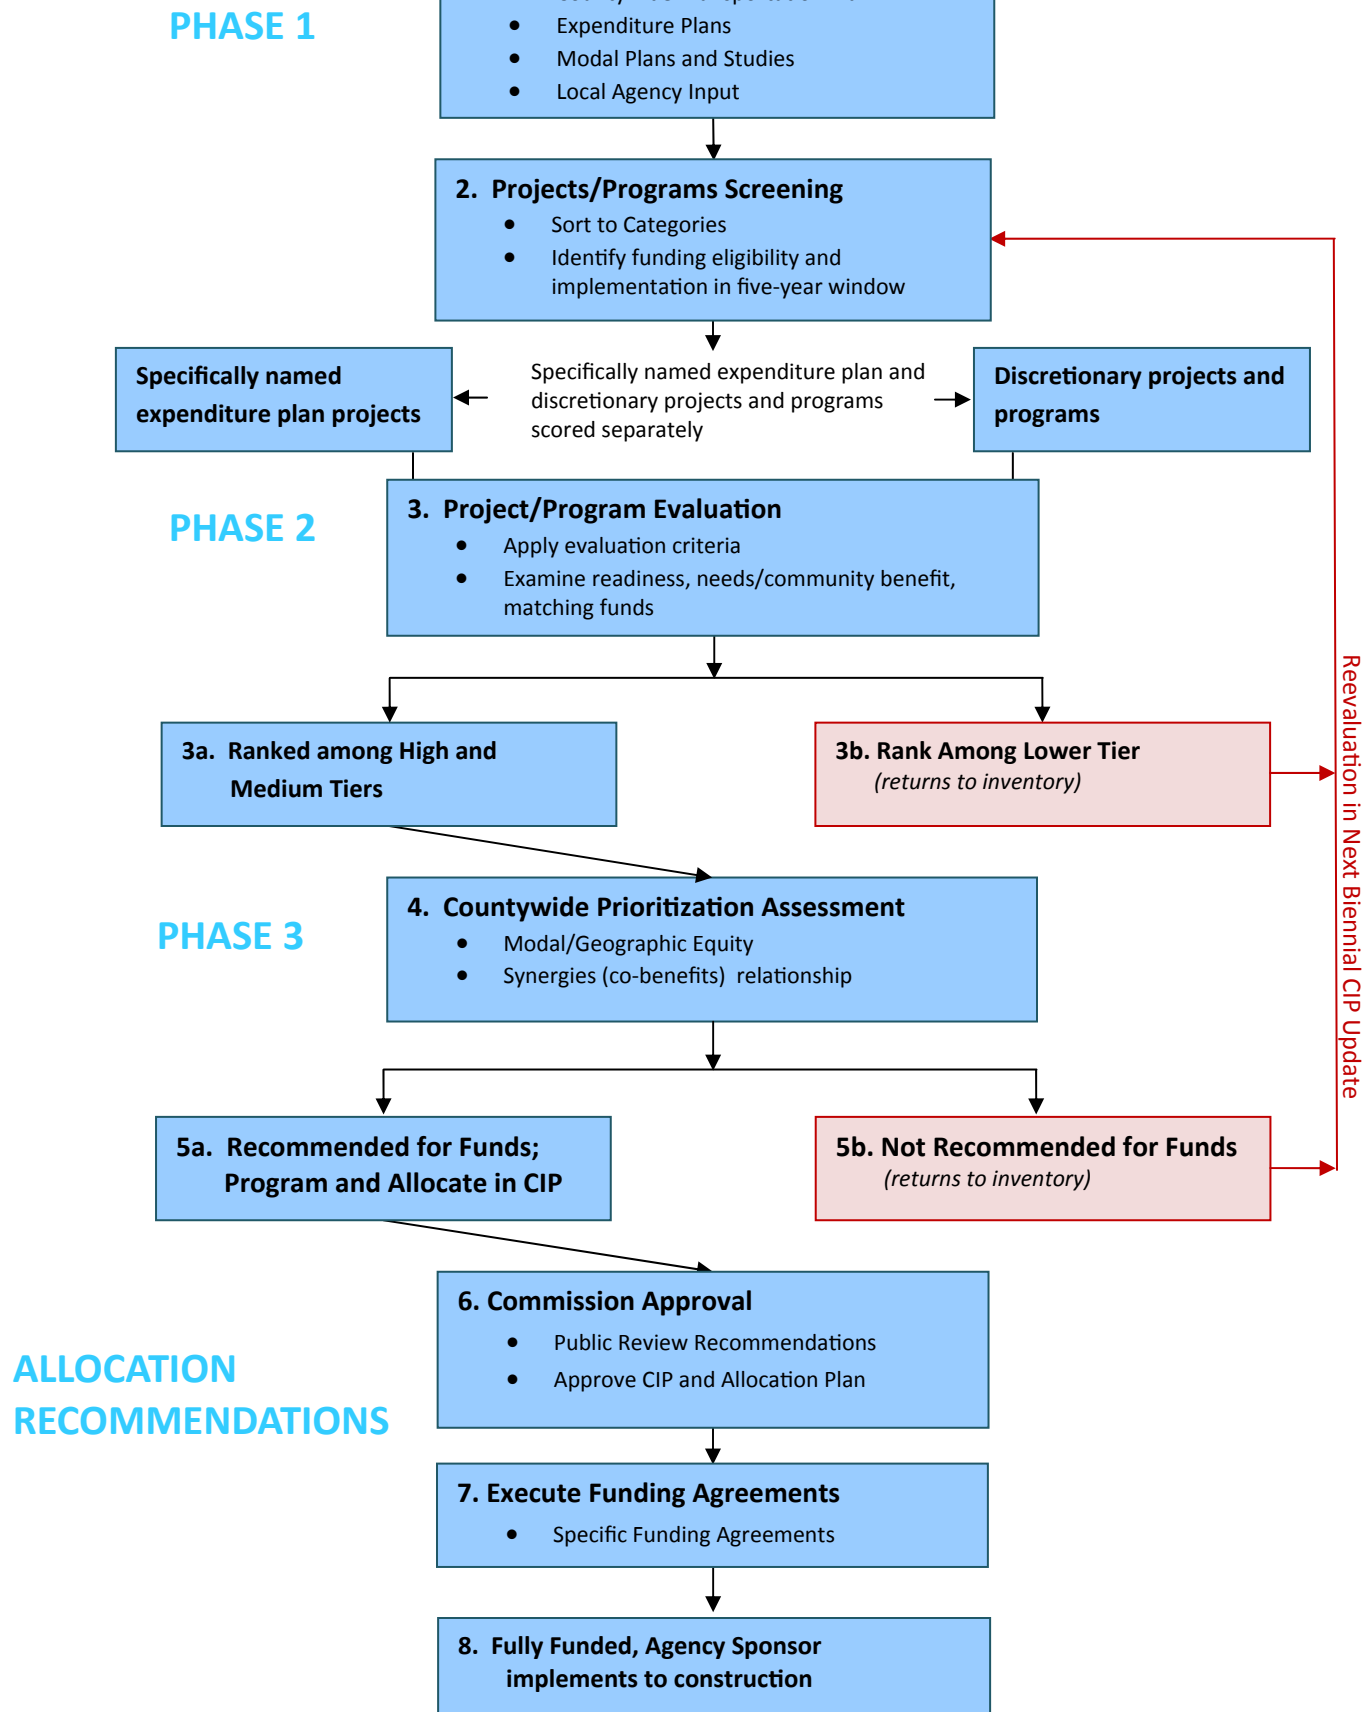 PHASE 1
• Expenditure Plans
• Modal Plans and Studies
• Local Agency Input
2. Projects/Programs Screening
• Sort to Categories
• Identify funding eligibility and
implementation in five-year window
Specifically named
expenditure plan projects
Specifically named expenditure plan and
discretionary projects and programs
scored separately
Discretionary projects and
programs
PHASE 2
3. Project/Program Evaluation
• Apply evaluation criteria
• Examine readiness, needs/community benefit,
matching funds
3a. Ranked among High and
Medium Tiers
3b. Rank Among Lower Tier
(returns to inventory)
Reevaluation in Next Biennial CIP Update
PHASE 3
4. Countywide Prioritization Assessment
• Modal/Geographic Equity
• Synergies (co-benefits) relationship
5a. Recommended for Funds;
Program and Allocate in CIP
5b. Not Recommended for Funds
(returns to inventory)
ALLOCATION
RECOMMENDATIONS
6. Commission Approval
• Public Review Recommendations
• Approve CIP and Allocation Plan
7. Execute Funding Agreements
• Specific Funding Agreements
8. Fully Funded, Agency Sponsor
implements to construction